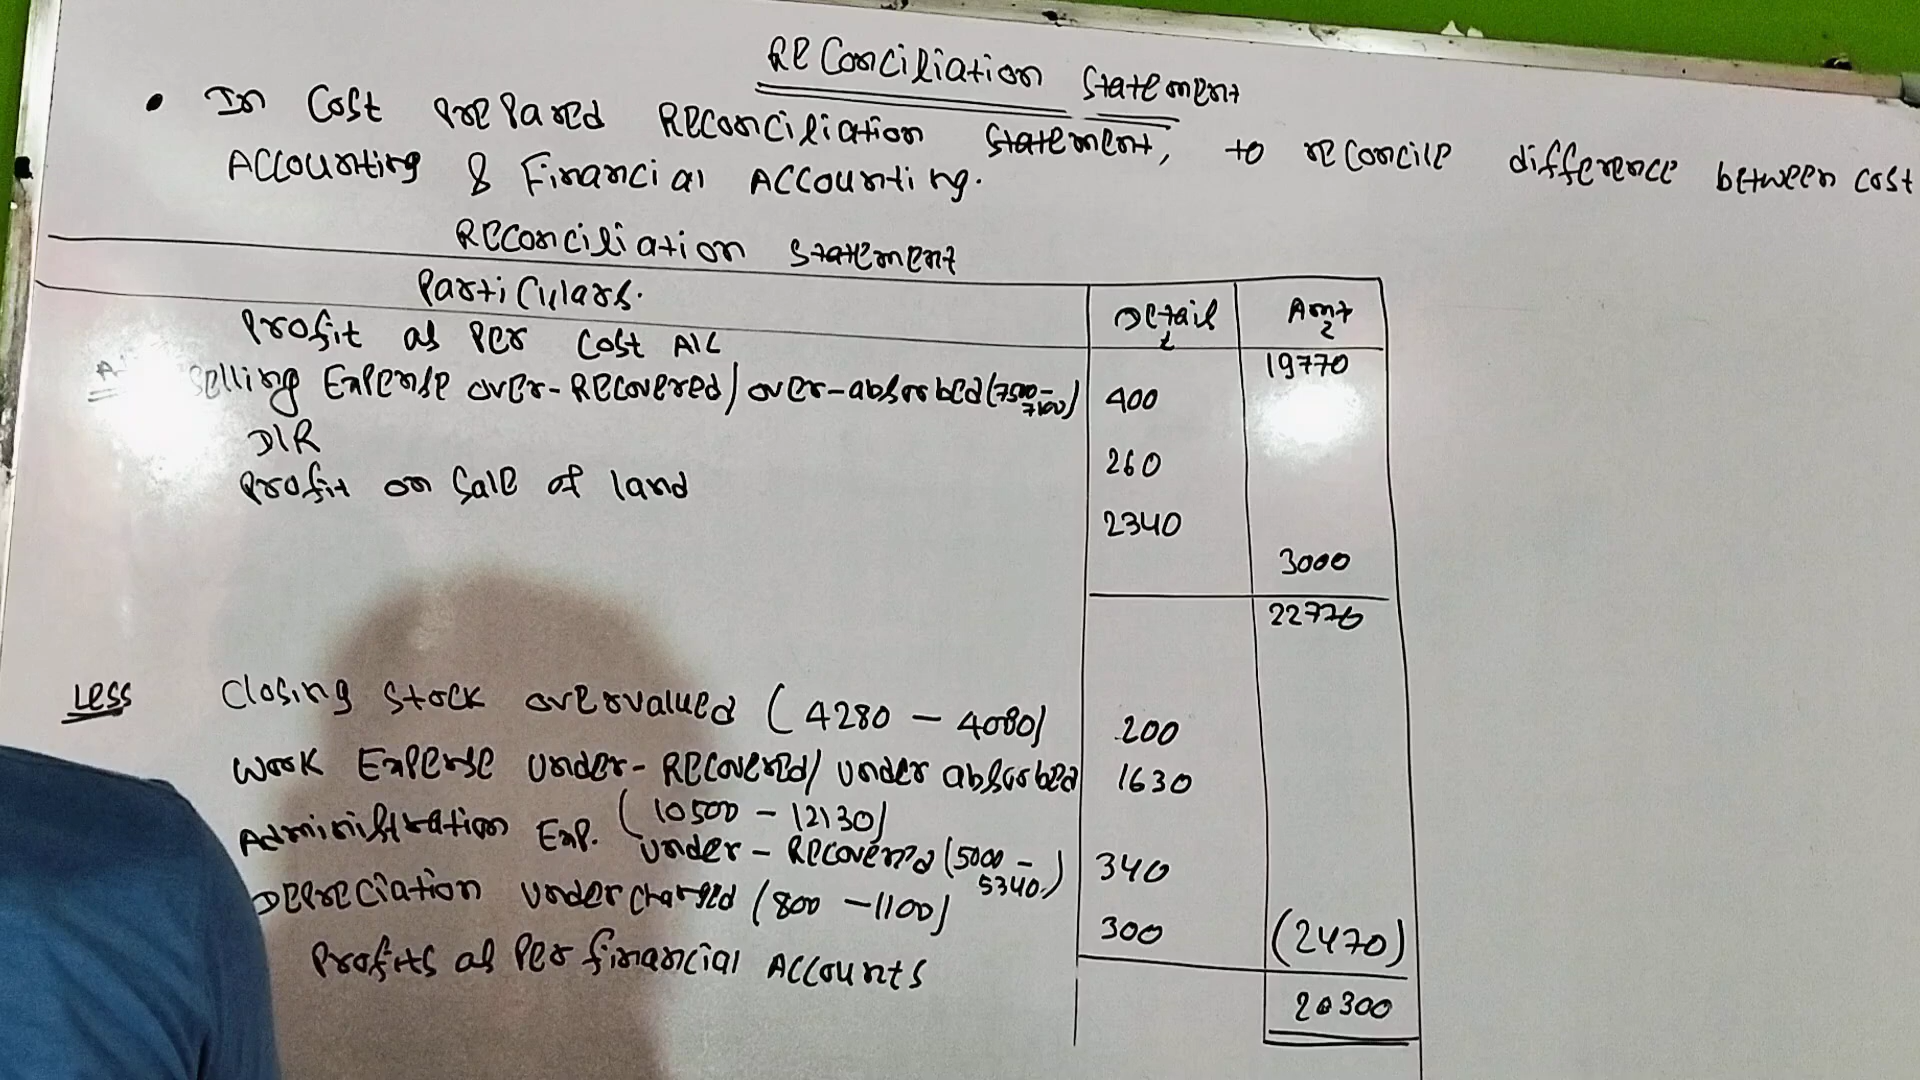 Reconciliation Statement
• In Cost Prepared Reconciliation Statement, to reconcile difference between cost
Accounting & Financial Accounting.
Reconciliation Statement
Particulars. Detail Amt
Profit as Per Cost A/C 19770
Selling Expense over-Recovered/over-absorbed (7500-7100) 400
DIR 260
Profit on Sale of land 2340
3000
22770
Less Closing Stock overvalued (4280 - 4080) 200
Work Expense under-Recovered/under absorbed 1630
(10500 - 12130)
Administration Exp. under-Recovered (5000 - 5340) 340
Depreciation undercharged (800 - 1100) 300 (2470)
Profits as Per financial Accounts 20300